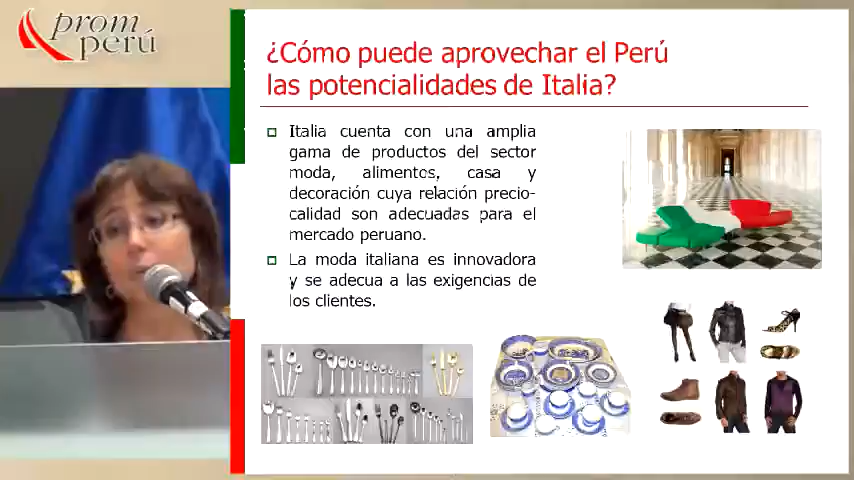 prom
perú
¿Cómo puede aprovechar el Perú
las potencialidades de Italia?
Italia cuenta con una amplia
gama de productos del sector
moda, alimentos, casa y
decoración cuya relación precio-
calidad son adecuadas para el
mercado peruano.
La moda italiana es innovadora
y se adecua a las exigencias de
los clientes.